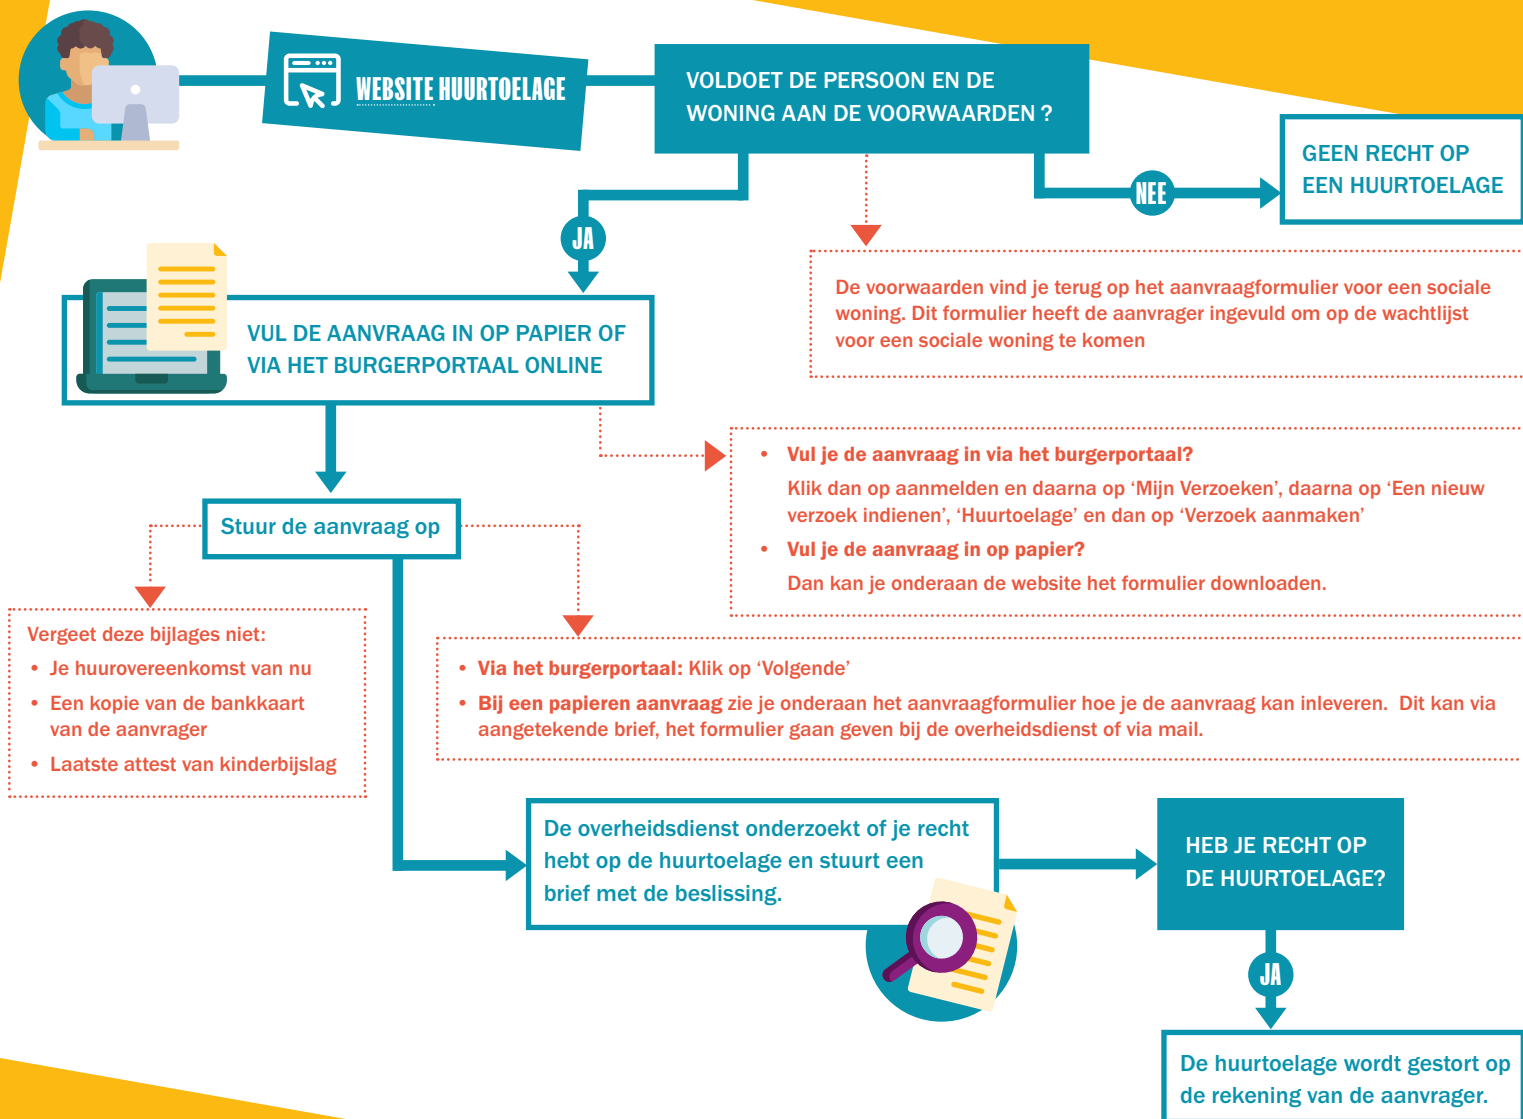 WEBSITE HUURTOELAGE
VOLDOET DE PERSOON EN DE
WONING AAN DE VOORWAARDEN ?
NEE
GEEN RECHT OP
EEN HUURTOELAGE
JA
De voorwaarden vind je terug op het aanvraagformulier voor een sociale
woning. Dit formulier heeft de aanvrager ingevuld om op de wachtlijst
voor een sociale woning te komen
VUL DE AANVRAAG IN OP PAPIER OF
VIA HET BURGERPORTAAL ONLINE
• Vul je de aanvraag in via het burgerportaal?
Klik dan op aanmelden en daarna op ‘Mijn Verzoeken’, daarna op ‘Een nieuw
verzoek indienen’, ‘Huurtoelage’ en dan op ‘Verzoek aanmaken’
• Vul je de aanvraag in op papier?
Dan kan je onderaan de website het formulier downloaden.
Stuur de aanvraag op
Vergeet deze bijlages niet:
• Je huurovereenkomst van nu
• Een kopie van de bankkaart
van de aanvrager
• Laatste attest van kinderbijslag
• Via het burgerportaal: Klik op ‘Volgende’
• Bij een papieren aanvraag zie je onderaan het aanvraagformulier hoe je de aanvraag kan inleveren. Dit kan via
aangetekende brief, het formulier gaan geven bij de overheidsdienst of via mail.
De overheidsdienst onderzoekt of je recht
hebt op de huurtoelage en stuurt een
brief met de beslissing.
HEB JE RECHT OP
DE HUURTOELAGE?
JA
De huurtoelage wordt gestort op
de rekening van de aanvrager.